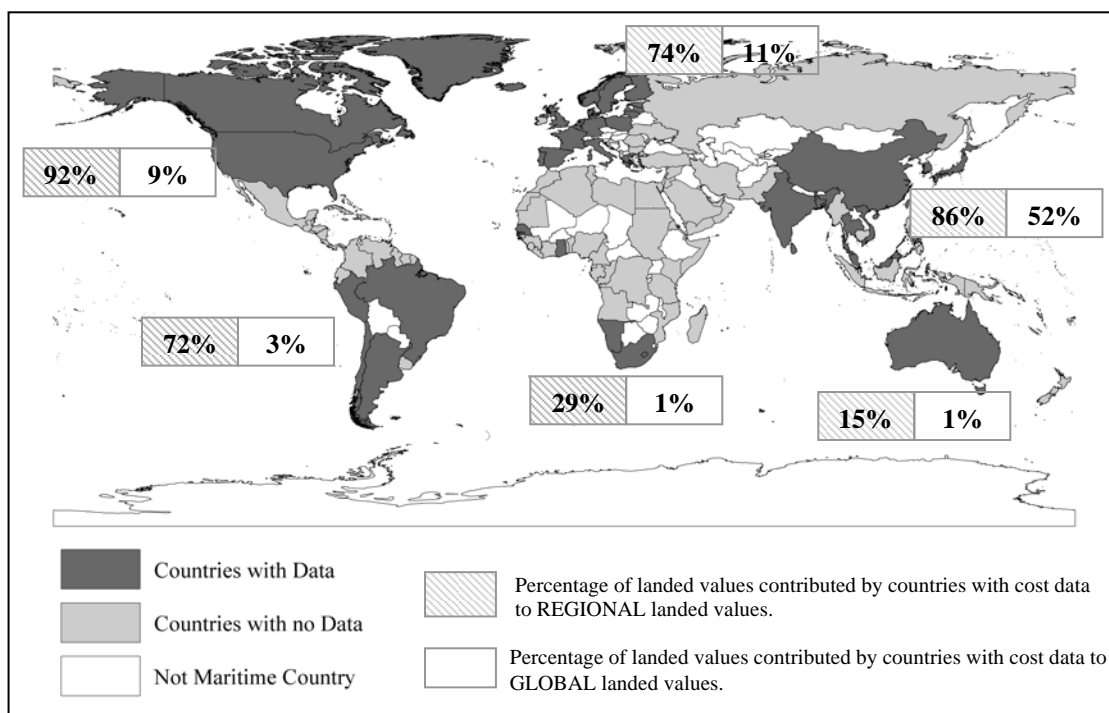 74% 11%
92% 9%
86% 52%
72% 3%
29% 1%
15% 1%
Countries with Data
Countries with no Data
Not Maritime Country
Percentage of landed values contributed by countries with cost data
to REGIONAL landed values.
Percentage of landed values contributed by countries with cost data to
GLOBAL landed values.